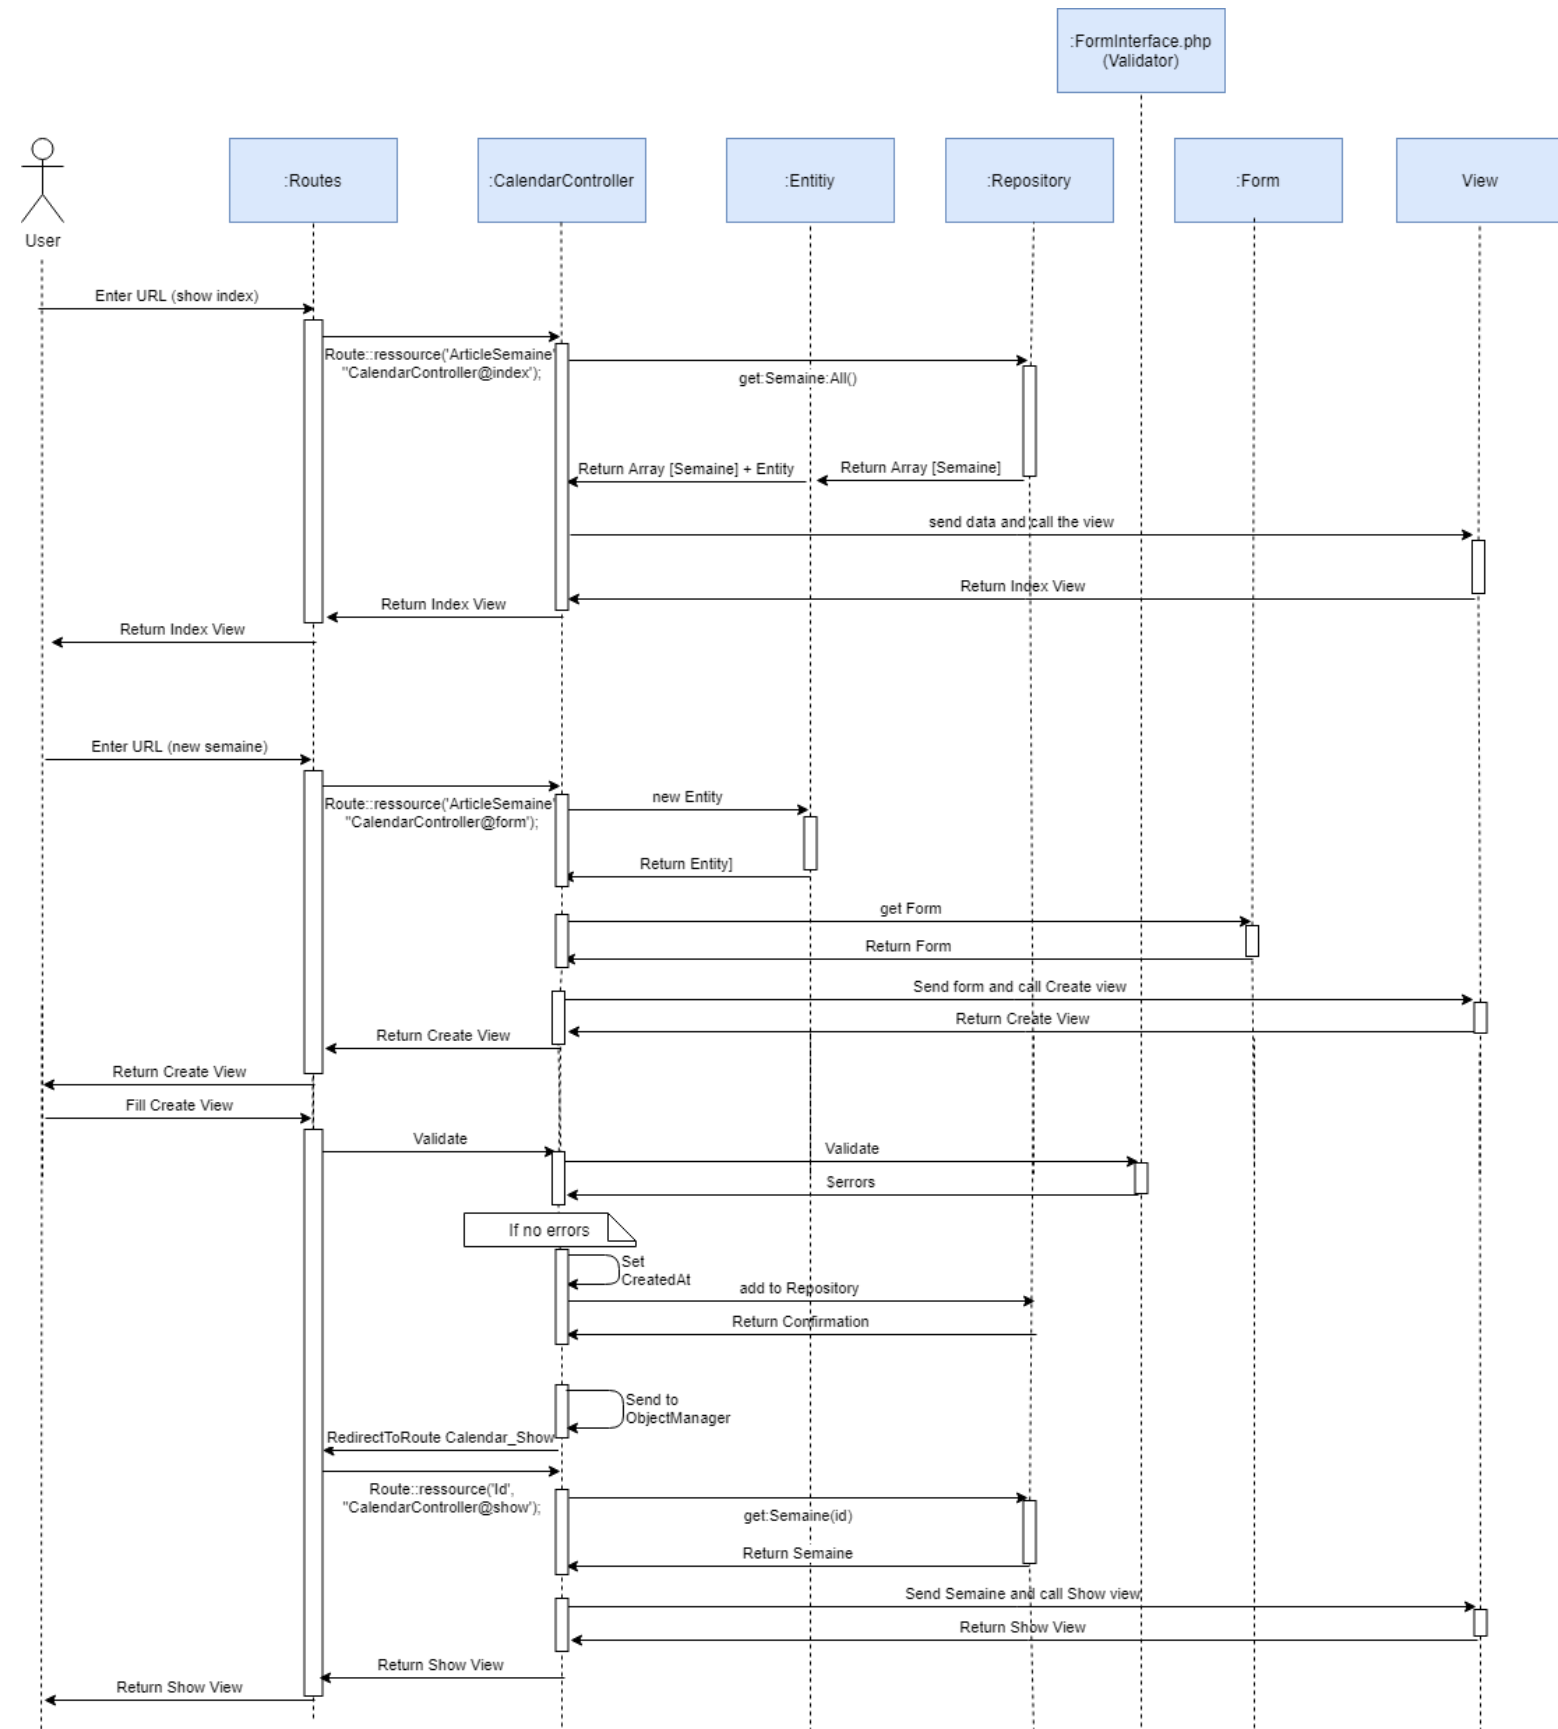 :FormInterface.php
(Validator)
:Routes
:CalendarController
:Entitiy
:Repository
:Form
View
User
Enter URL (show index)
Route::ressource('ArticleSemaine'
"CalendarController@index');
get:Semaine:All()
Return Array [Semaine] + Entity
Return Array [Semaine]
send data and call the view
Return Index View
Return Index View
Return Index View
Enter URL (new semaine)
Route::ressource('ArticleSemaine'
"CalendarController@form');
new Entity
Return Entity]
get Form
Return Form
Send form and call Create view
Return Create View
Return Create View
Return Create View
Fill Create View
Validate
Validate
$errors
If no errors
Set
CreatedAt
add to Repository
Return Confirmation
Send to
ObjectManager
RedirectToRoute Calendar_Show
Route::ressource('Id',
"CalendarController@show');
get:Semaine(id)
Return Semaine
Send Semaine and call Show view
Return Show View
Return Show View
Return Show View